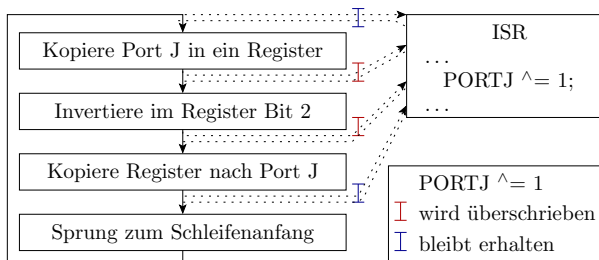 Kopiere Port J in ein Register
Invertiere im Register Bit 2
Kopiere Register nach Port J
Sprung zum Schleifenanfang
ISR
...
PORTJ ^= 1;
...
PORTJ ^= 1
wird überschrieben
bleibt erhalten